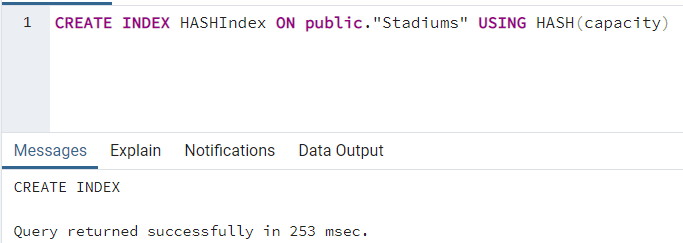 1 CREATE INDEX HASHIndex ON public."Stadiums" USING HASH(capacity)
Messages Explain Notifications Data Output
CREATE INDEX
Query returned successfully in 253 msec.